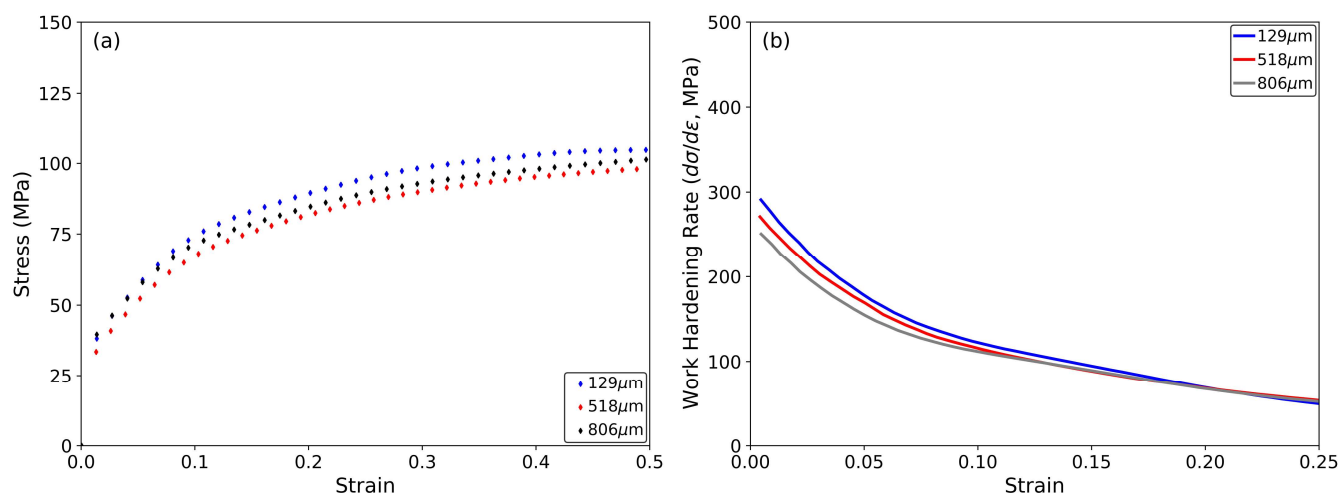 (a)
Stress (MPa)
150
125
100
75
50
25
0
0.0 0.1 0.2 0.3 0.4 0.5
Strain
129μm
518μm
806μm
(b)
Work Hardening Rate (dσ/dε, MPa)
500
400
300
200
100
0
0.00 0.05 0.10 0.15 0.20 0.25
Strain
129μm
518μm
806μm